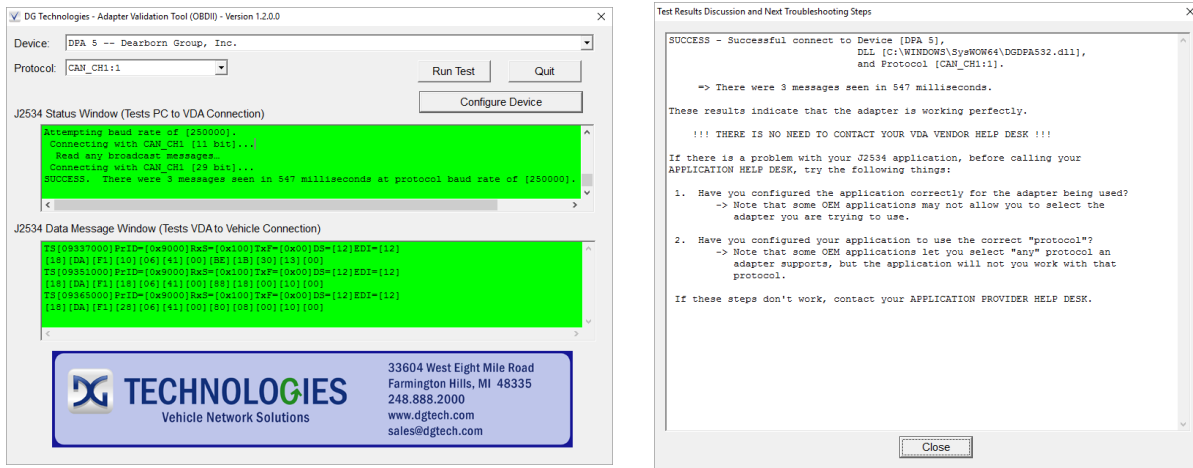 DG Technologies - Adapter Validation Tool (OBDII) - Version 1.2.0.0
Device: DPA 5 -- Dearborn Group, Inc.
Protocol: CAN_CH1:1
Run Test
Quit
Configure Device
J2534 Status Window (Tests PC to VDA Connection)
Attempting baud rate of [250000].
Connecting with CAN_CH1 [11 bit]...
Read any broadcast messages…
Connecting with CAN_CH1 [29 bit]...
SUCCESS. There were 3 messages seen in 547 milliseconds at protocol baud rate of [250000].
J2534 Data Message Window (Tests VDA to Vehicle Connection)
TS[09337000]PrID=[0x9000]RxS=[0x100]TxF=[0x00]DS=[12]EDI=[12]
[18][DA][F1][10][06][41][00][BE][1B][30][13][00]
TS[09351000]PrID=[0x9000]RxS=[0x100]TxF=[0x00]DS=[12]EDI=[12]
[18][DA][F1][18][06][41][00][88][18][00][10][00]
TS[09365000]PrID=[0x9000]RxS=[0x100]TxF=[0x00]DS=[12]EDI=[12]
[18][DA][F1][28][06][41][00][80][08][00][10][00]
DG TECHNOLOGIES
Vehicle Network Solutions
33604 West Eight Mile Road
Farmington Hills, MI 48335
248.888.2000
www.dgtech.com
sales@dgtech.com
Test Results Discussion and Next Troubleshooting Steps
SUCCESS - Successful connect to Device [DPA 5],
DLL [C:\WINDOWS\SysWOW64\DGDPA532.dll],
and Protocol [CAN_CH1:1].
=> There were 3 messages seen in 547 milliseconds.
These results indicate that the adapter is working perfectly.
!!! THERE IS NO NEED TO CONTACT YOUR VDA VENDOR HELP DESK !!!
If there is a problem with your J2534 application, before calling your
APPLICATION HELP DESK, try the following things:
1. Have you configured the application correctly for the adapter being used?
-> Note that some OEM applications may not allow you to select the
adapter you are trying to use.
2. Have you configured your application to use the correct "protocol"?
-> Note that some OEM applications let you select "any" protocol an
adapter supports, but the application will not you work with that
protocol.
If these steps don't work, contact your APPLICATION PROVIDER HELP DESK.
Close